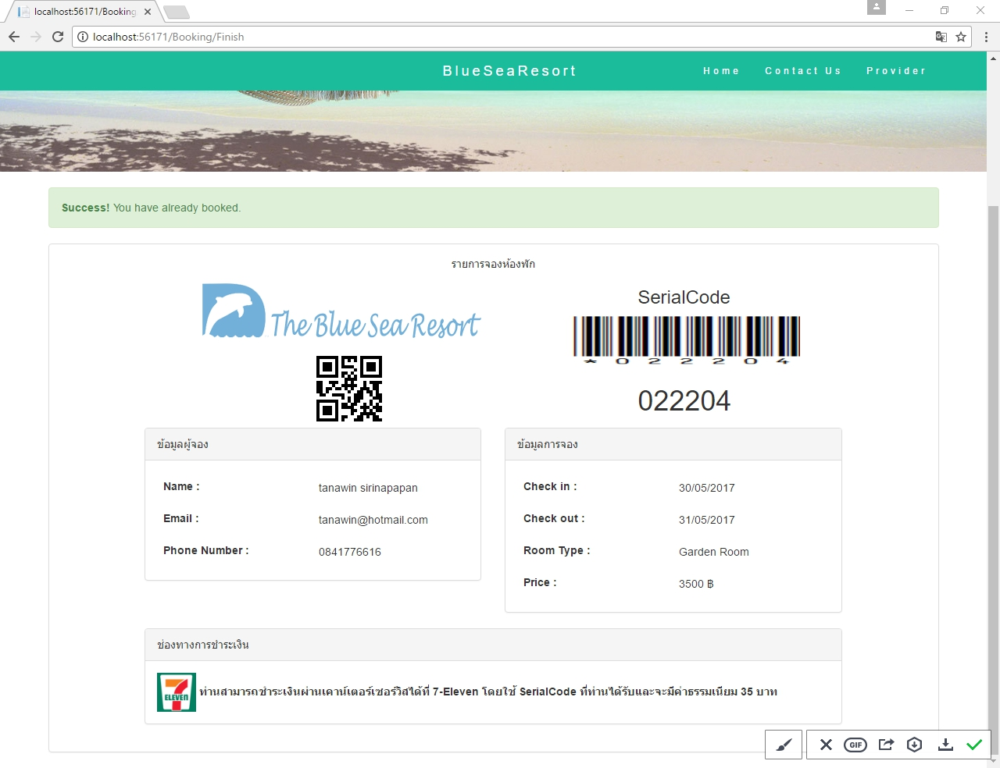 localhost:56171/Booking
localhost:56171/Booking/Finish
BlueSeaResort
Home Contact Us Provider
Success! You have already booked.
รายการจองห้องพัก
The Blue Sea Resort
SerialCode
*022204
022204
ข้อมูลผู้จอง
Name : tanawin sirinapapan
Email : tanawin@hotmail.com
Phone Number : 0841776616
ข้อมูลการจอง
Check in : 30/05/2017
Check out : 31/05/2017
Room Type : Garden Room
Price : 3500 ฿
ช่องทางการชำระเงิน
7 ELEVEN
ท่านสามารถชำระเงินผ่านเคาน์เตอร์เซอร์วิสได้ที่ 7-Eleven โดยใช้ SerialCode ที่ท่านได้รับและจะมีค่าธรรมเนียม 35 บาท
GIF